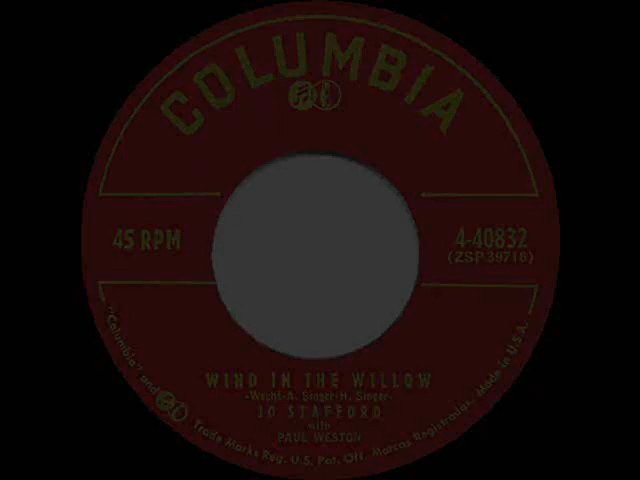 COLUMBIA
45 RPM
4-40832
(ZSP 39718)
WIND IN THE WILLOW
-Wecht-A. Singer-H. Singer-
JO STAFFORD
with
PAUL WESTON
"Columbia" and Trade Marks Reg. U.S. Pat. Off. Marcas Registradas. Made in U.S.A.